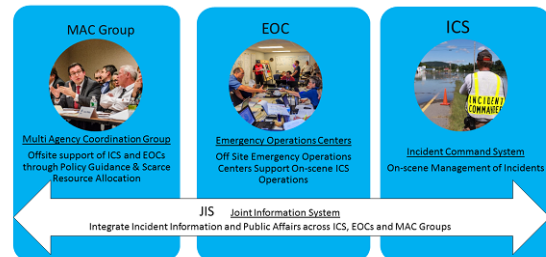 MAC Group
Multi Agency Coordination Group
Offsite support of ICS and EOCs
through Policy Guidance & Scarce
Resource Allocation
EOC
Emergency Operations Centers
Off Site Emergency Operations
Centers Support On-scene ICS
Operations
ICS
INCIDENT
COMMANDER
Incident Command System
On-scene Management of Incidents
JIS Joint Information System
Integrate Incident Information and Public Affairs across ICS, EOCs and MAC Groups